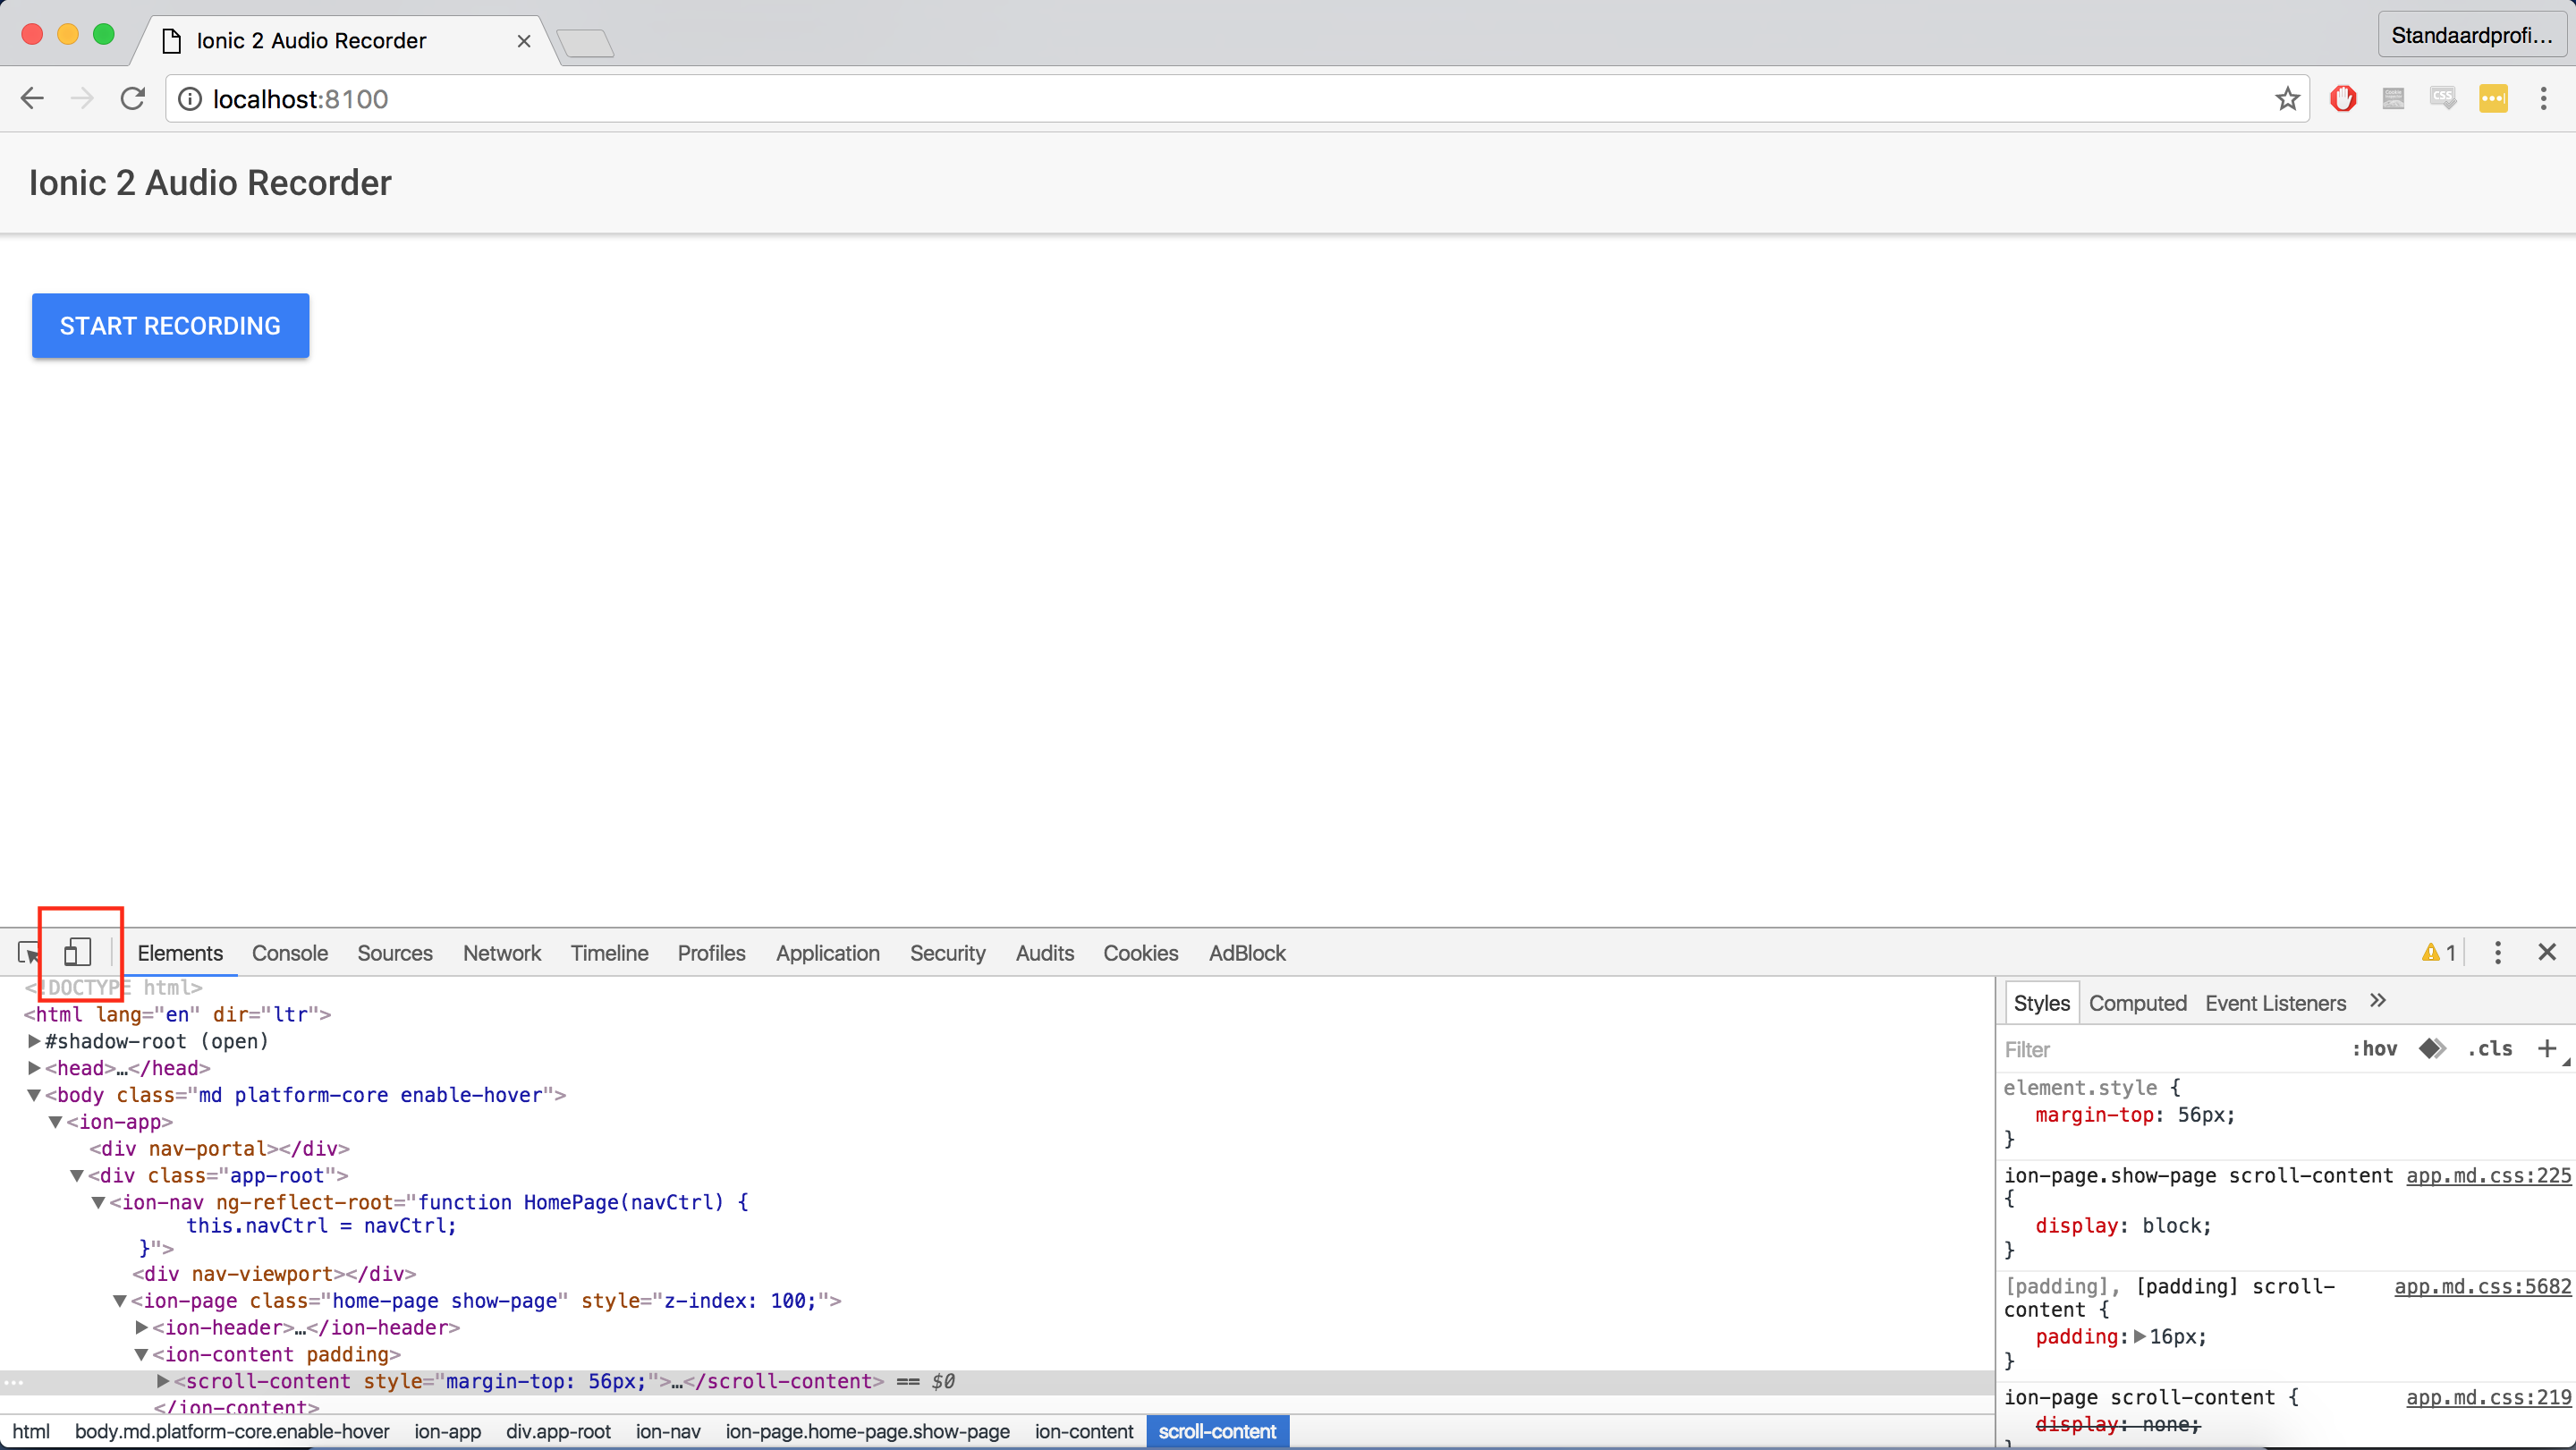 Ionic 2 Audio Recorder
Standaardprofi...
localhost:8100
CSS
Ionic 2 Audio Recorder
START RECORDING
Elements Console Sources Network Timeline Profiles Application Security Audits Cookies AdBlock
1
<!DOCTYPE html>
<html lang="en" dir="ltr">
#shadow-root (open)
<head>…</head>
<body class="md platform-core enable-hover">
<ion-app>
<div nav-portal></div>
<div class="app-root">
<ion-nav ng-reflect-root="function HomePage(navCtrl) {
this.navCtrl = navCtrl;
}">
<div nav-viewport></div>
<ion-page class="home-page show-page" style="z-index: 100;">
<ion-header>…</ion-header>
<ion-content padding>
<scroll-content style="margin-top: 56px;">…</scroll-content> == $0
</ion-content>
html body.md.platform-core.enable-hover ion-app div.app-root ion-nav ion-page.home-page.show-page ion-content scroll-content
Styles Computed Event Listeners »
Filter :hov .cls +
element.style {
margin-top: 56px;
}
ion-page.show-page scroll-content app.md.css:225
{
display: block;
}
[padding], [padding] scroll- app.md.css:5682
content {
padding: 16px;
}
ion-page scroll-content { app.md.css:219
display: none;